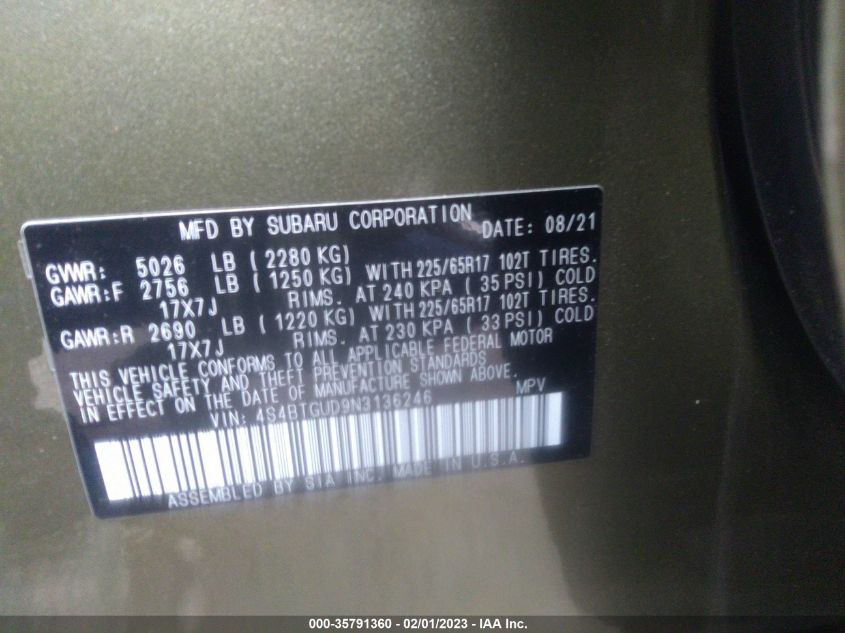 MFD BY SUBARU CORPORATION DATE: 08/21
GVWR: 5026 LB ( 2280 KG)
GAWR:F 2756 LB ( 1250 KG) WITH 225/65R17 102T TIRES.
17X7J RIMS. AT 240 KPA ( 35 PSI) COLD
GAWR:R 2690 LB ( 1220 KG) WITH 225/65R17 102T TIRES.
17X7J RIMS. AT 230 KPA ( 33 PSI) COLD
THIS VEHICLE CONFORMS TO ALL APPLICABLE FEDERAL MOTOR
VEHICLE SAFETY AND THEFT PREVENTION STANDARDS
IN EFFECT ON THE DATE OF MANUFACTURE SHOWN ABOVE.
VIN: 4S4BTGUD9N3136246 MPV
ASSEMBLED BY SIA INC. MADE IN U.S.A.
000-35791360 - 02/01/2023 - IAA Inc.